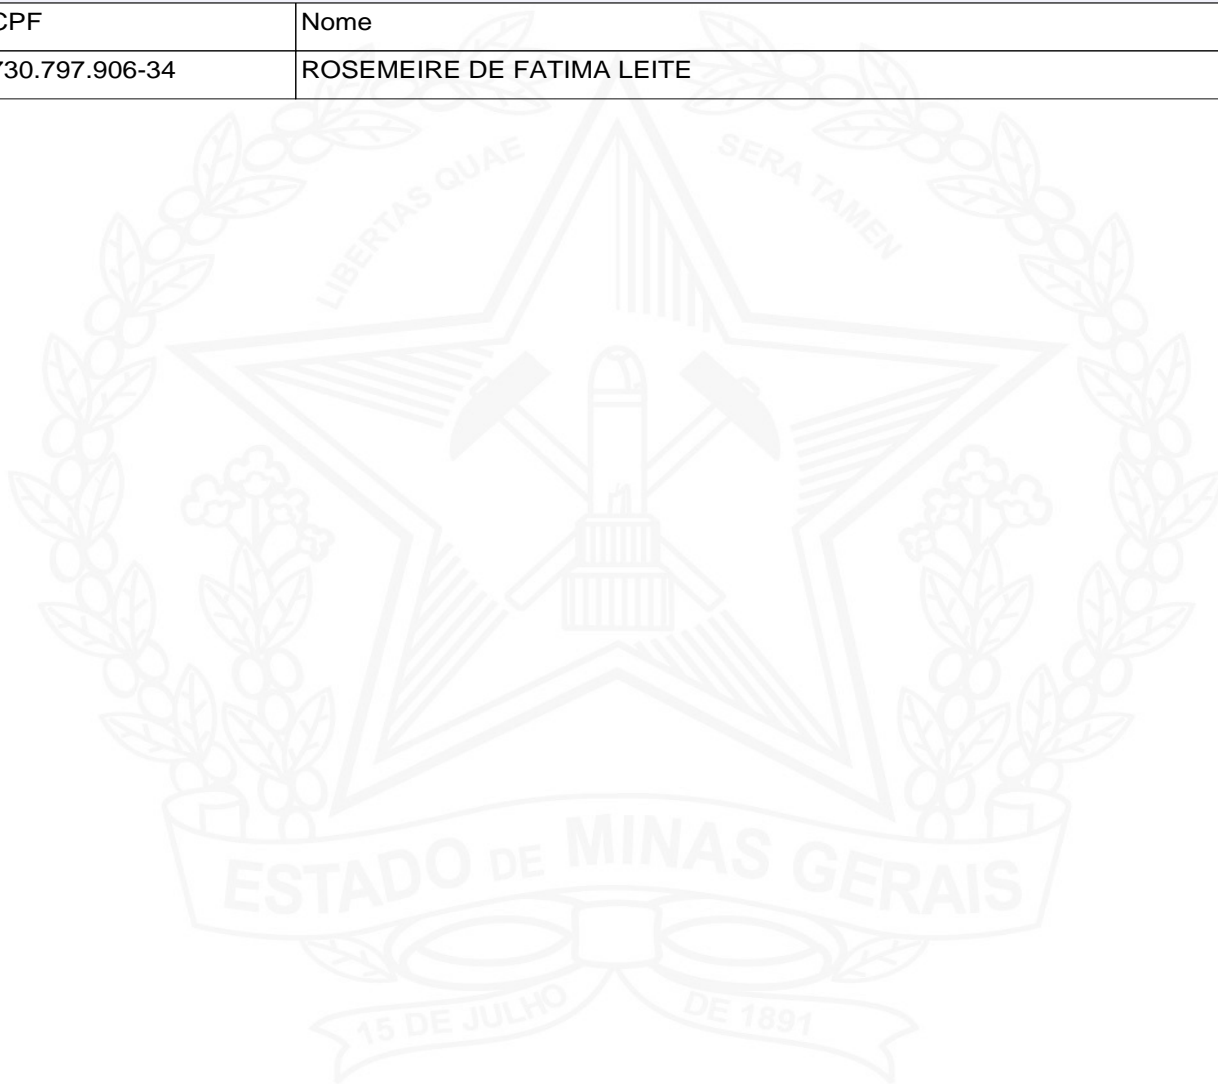 CPF Nome
730.797.906-34 ROSEMEIRE DE FATIMA LEITE
LIBERTAS QUAE SERA TAMEN
ESTADO DE MINAS GERAIS
15 DE JULHO DE 1891